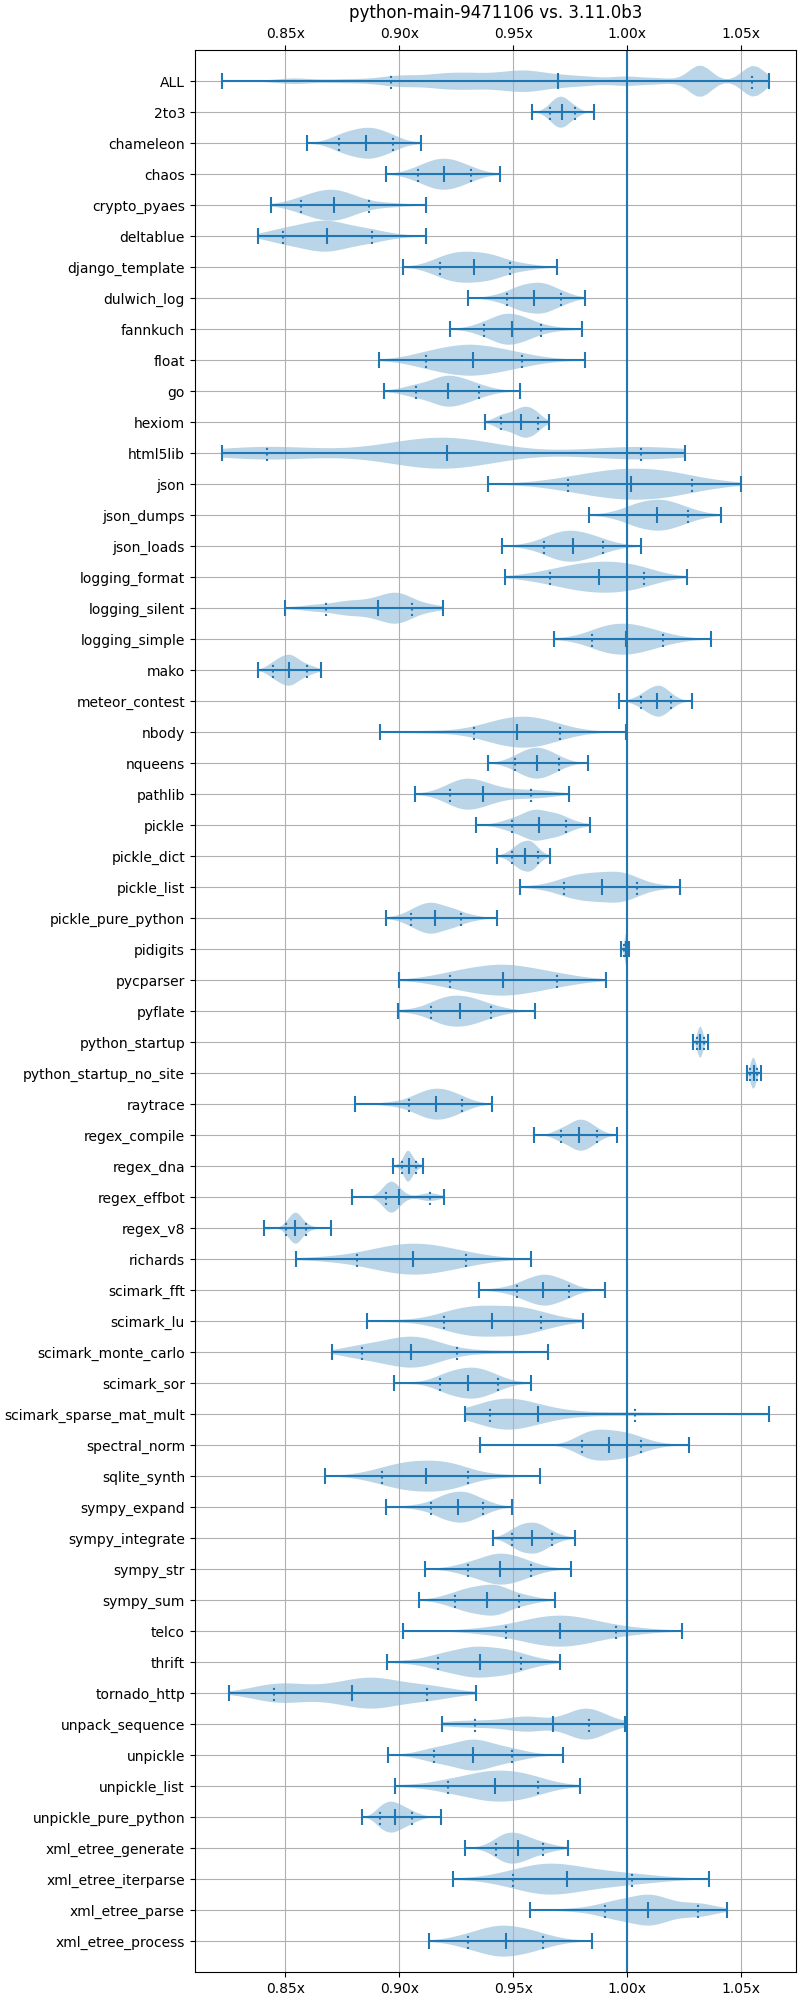 python-main-9471106 vs. 3.11.0b3
0.85x 0.90x 0.95x 1.00x 1.05x
ALL
2to3
chameleon
chaos
crypto_pyaes
deltablue
django_template
dulwich_log
fannkuch
float
go
hexiom
html5lib
json
json_dumps
json_loads
logging_format
logging_silent
logging_simple
mako
meteor_contest
nbody
nqueens
pathlib
pickle
pickle_dict
pickle_list
pickle_pure_python
pidigits
pycparser
pyflate
python_startup
python_startup_no_site
raytrace
regex_compile
regex_dna
regex_effbot
regex_v8
richards
scimark_fft
scimark_lu
scimark_monte_carlo
scimark_sor
scimark_sparse_mat_mult
spectral_norm
sqlite_synth
sympy_expand
sympy_integrate
sympy_str
sympy_sum
telco
thrift
tornado_http
unpack_sequence
unpickle
unpickle_list
unpickle_pure_python
xml_etree_generate
xml_etree_iterparse
xml_etree_parse
xml_etree_process
0.85x 0.90x 0.95x 1.00x 1.05x